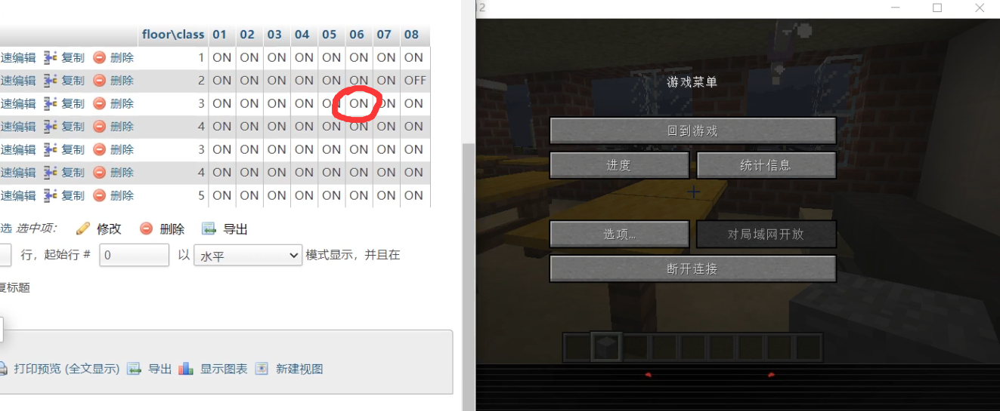 floor\class 01 02 03 04 05 06 07 08
速编辑 复制 删除 1 ON ON ON ON ON ON ON ON
速编辑 复制 删除 2 ON ON ON ON ON ON ON OFF
速编辑 复制 删除 3 ON ON ON ON ON ON ON ON
速编辑 复制 删除 4 ON ON ON ON ON ON ON ON
速编辑 复制 删除 3 ON ON ON ON ON ON ON ON
速编辑 复制 删除 4 ON ON ON ON ON ON ON ON
速编辑 复制 删除 5 ON ON ON ON ON ON ON ON
选 选中项: 修改 删除 导出
行，起始行 # 0 以 水平 模式显示，并且在
复标题
打印预览 (全文显示) 导出 显示图表 新建视图
2
游戏菜单
回到游戏
进度 统计信息
选项... 对局域网开放
断开连接